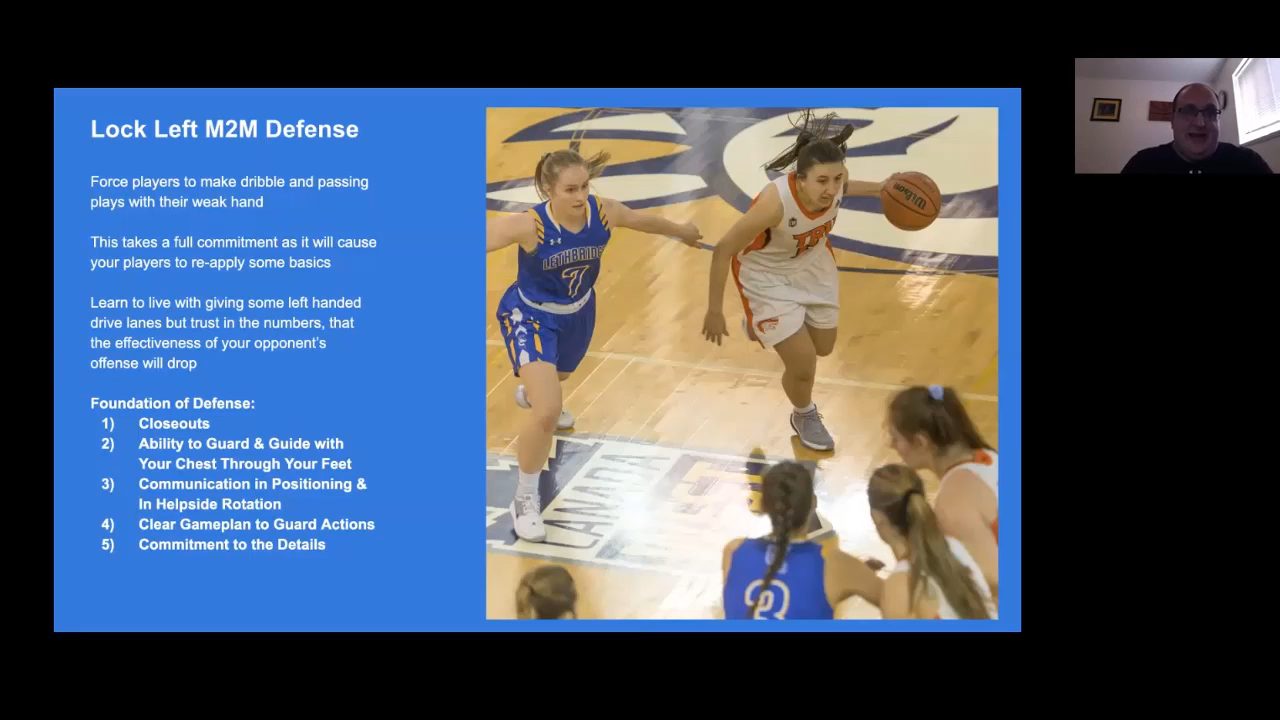 Lock Left M2M Defense
Force players to make dribble and passing
plays with their weak hand
This takes a full commitment as it will cause
your players to re-apply some basics
Learn to live with giving some left handed
drive lanes but trust in the numbers, that
the effectiveness of your opponent's
offense will drop
Foundation of Defense:
1) Closeouts
2) Ability to Guard & Guide with
Your Chest Through Your Feet
3) Communication in Positioning &
In Helpside Rotation
4) Clear Gameplan to Guard Actions
5) Commitment to the Details
Wilson
TRU
LETHBRIDGE
7
CANADA
3